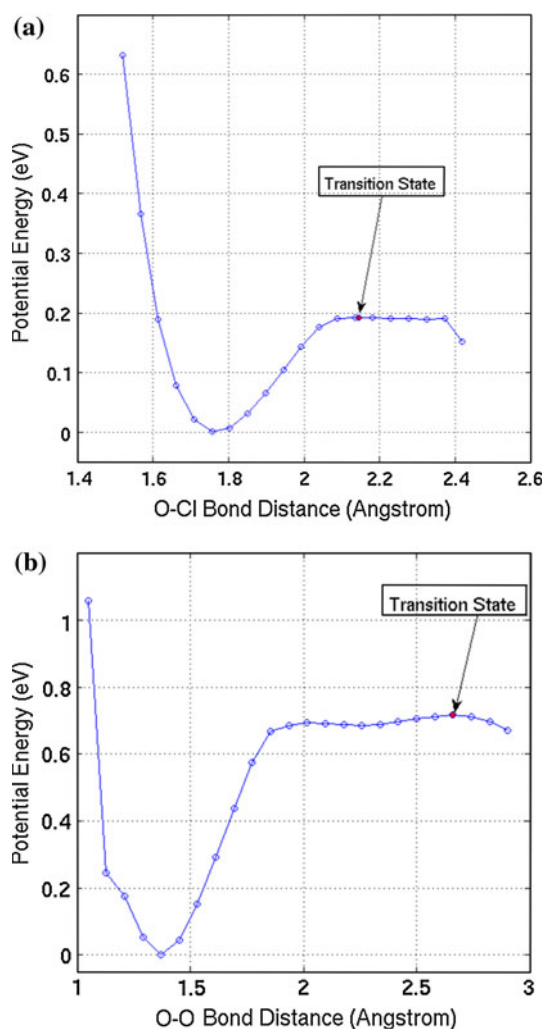 (a)
0.6
0.5
0.4
0.3
0.2
0.1
0
Potential Energy (eV)
Transition State
1.4 1.6 1.8 2 2.2 2.4 2.6
O-Cl Bond Distance (Angstrom)
(b)
1
0.8
0.6
0.4
0.2
0
Potential Energy (eV)
Transition State
1 1.5 2 2.5 3
O-O Bond Distance (Angstrom)